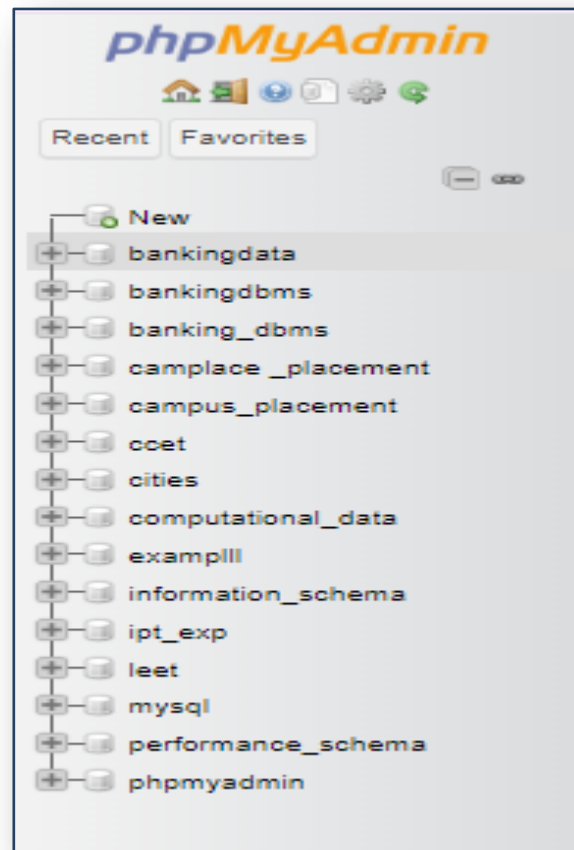 phpMyAdmin
Recent Favorites
New
bankingdata
bankingdbms
banking_dbms
camplace _placement
campus_placement
ccet
cities
computational_data
examplll
information_schema
ipt_exp
leet
mysql
performance_schema
phpmyadmin